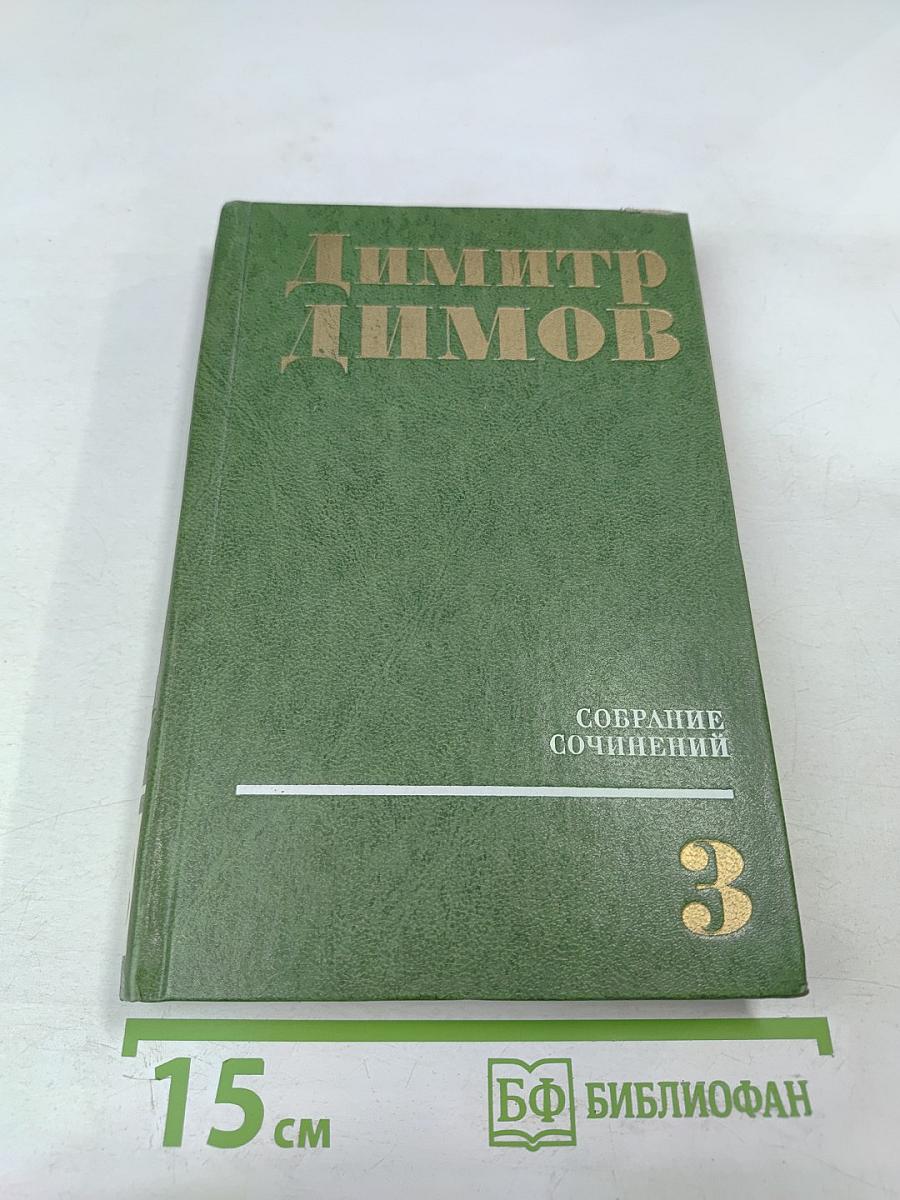 Димитр
ДИМОВ
СОБРАНИЕ
СОЧИНЕНИЙ
3
15 см
БФ БИБЛИОФАН